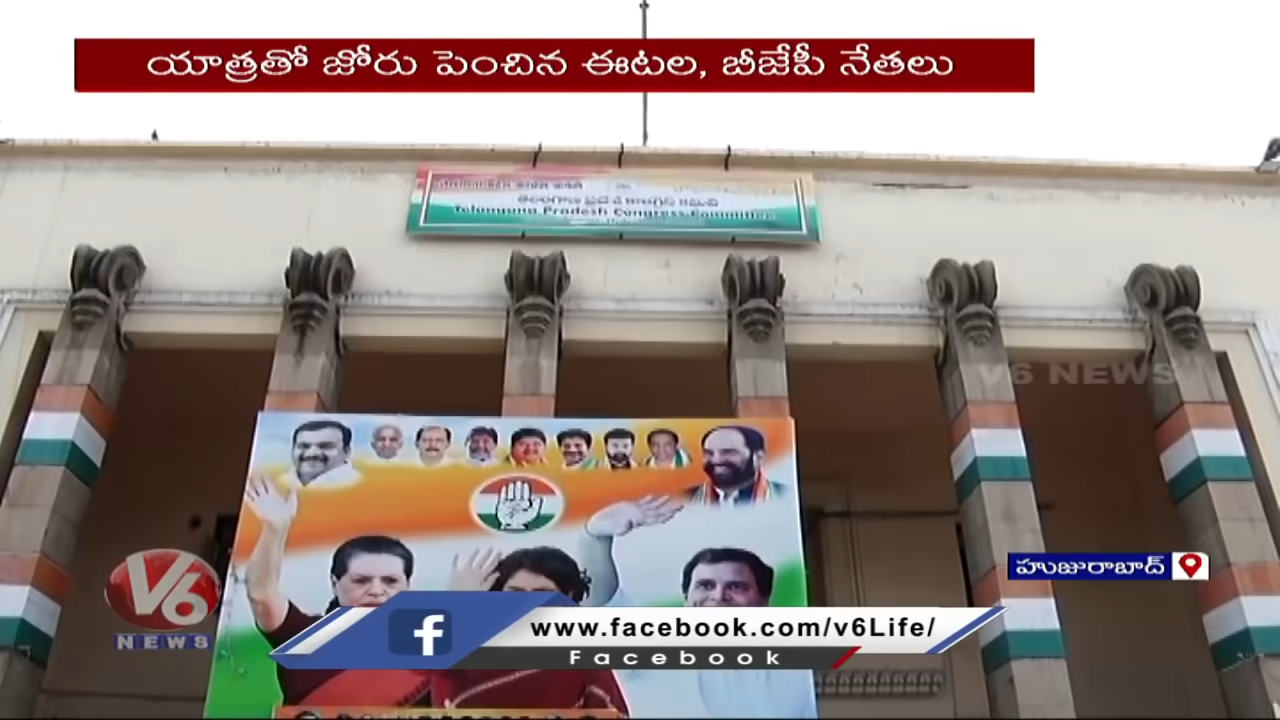 యాత్రతో జోరు పెంచిన ఈటల, బీజేపీ నేతలు
Telangana Pradesh Congress Committee
V6 NEWS
హుజురాబాద్
V6
NEWS
www.facebook.com/v6Life/
Facebook